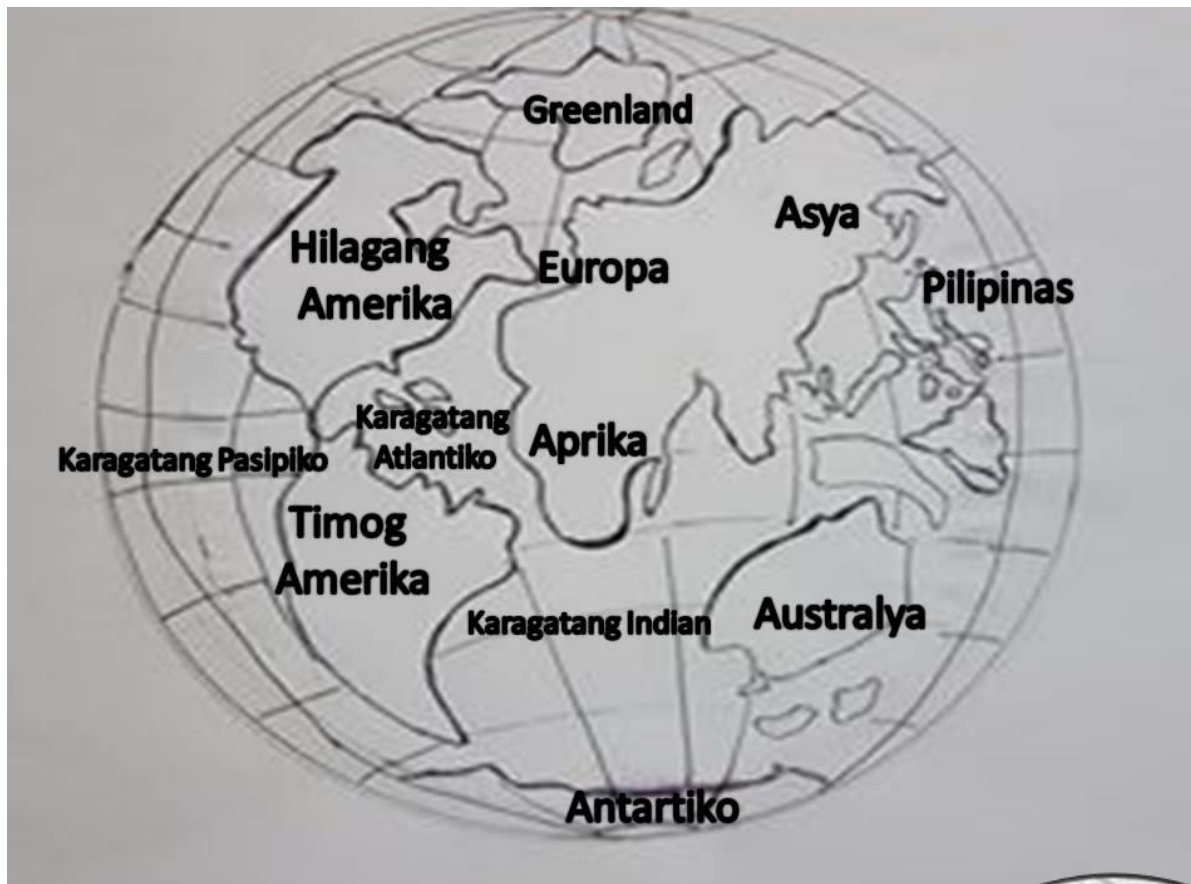 Greenland
Asya
Hilagang
Amerika
Europa
Pilipinas
Karagatang
Atlantiko
Aprika
Karagatang Pasipiko
Timog
Amerika
Karagatang Indian
Australya
Antartiko